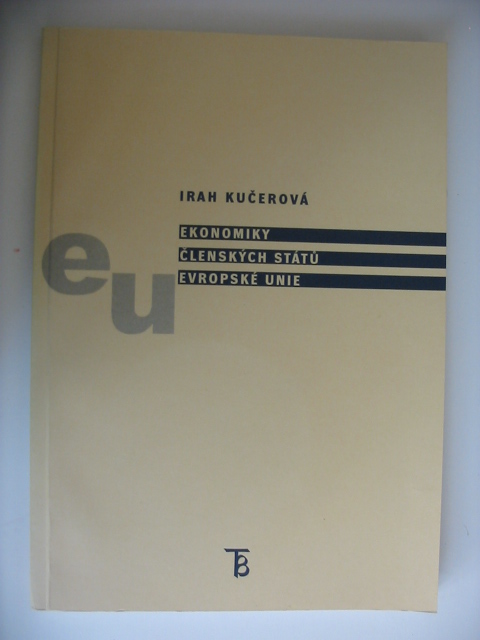 IRAH KUČEROVÁ
EKONOMIKY
ČLENSKÝCH STÁTŮ
EVROPSKÉ UNIE
eu